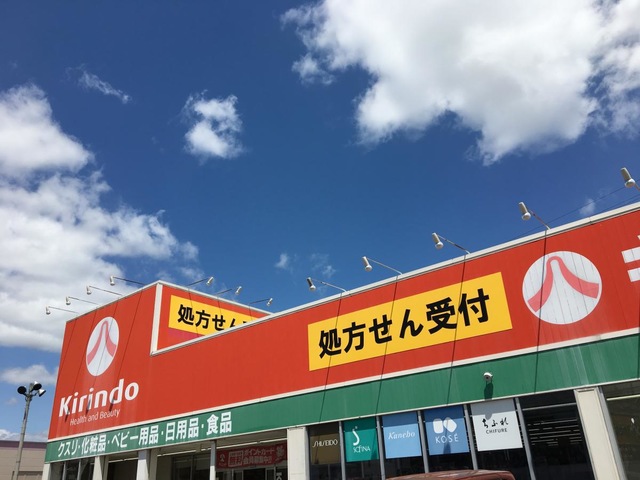 処方せん
処方せん受付
Kirindo
Health and Beauty
クスリ・化粧品・ベビー用品・日用品・食品
SHISEIDO
SOFINA
Kanebo
KOSÉ
ちふれ
CHIFURE